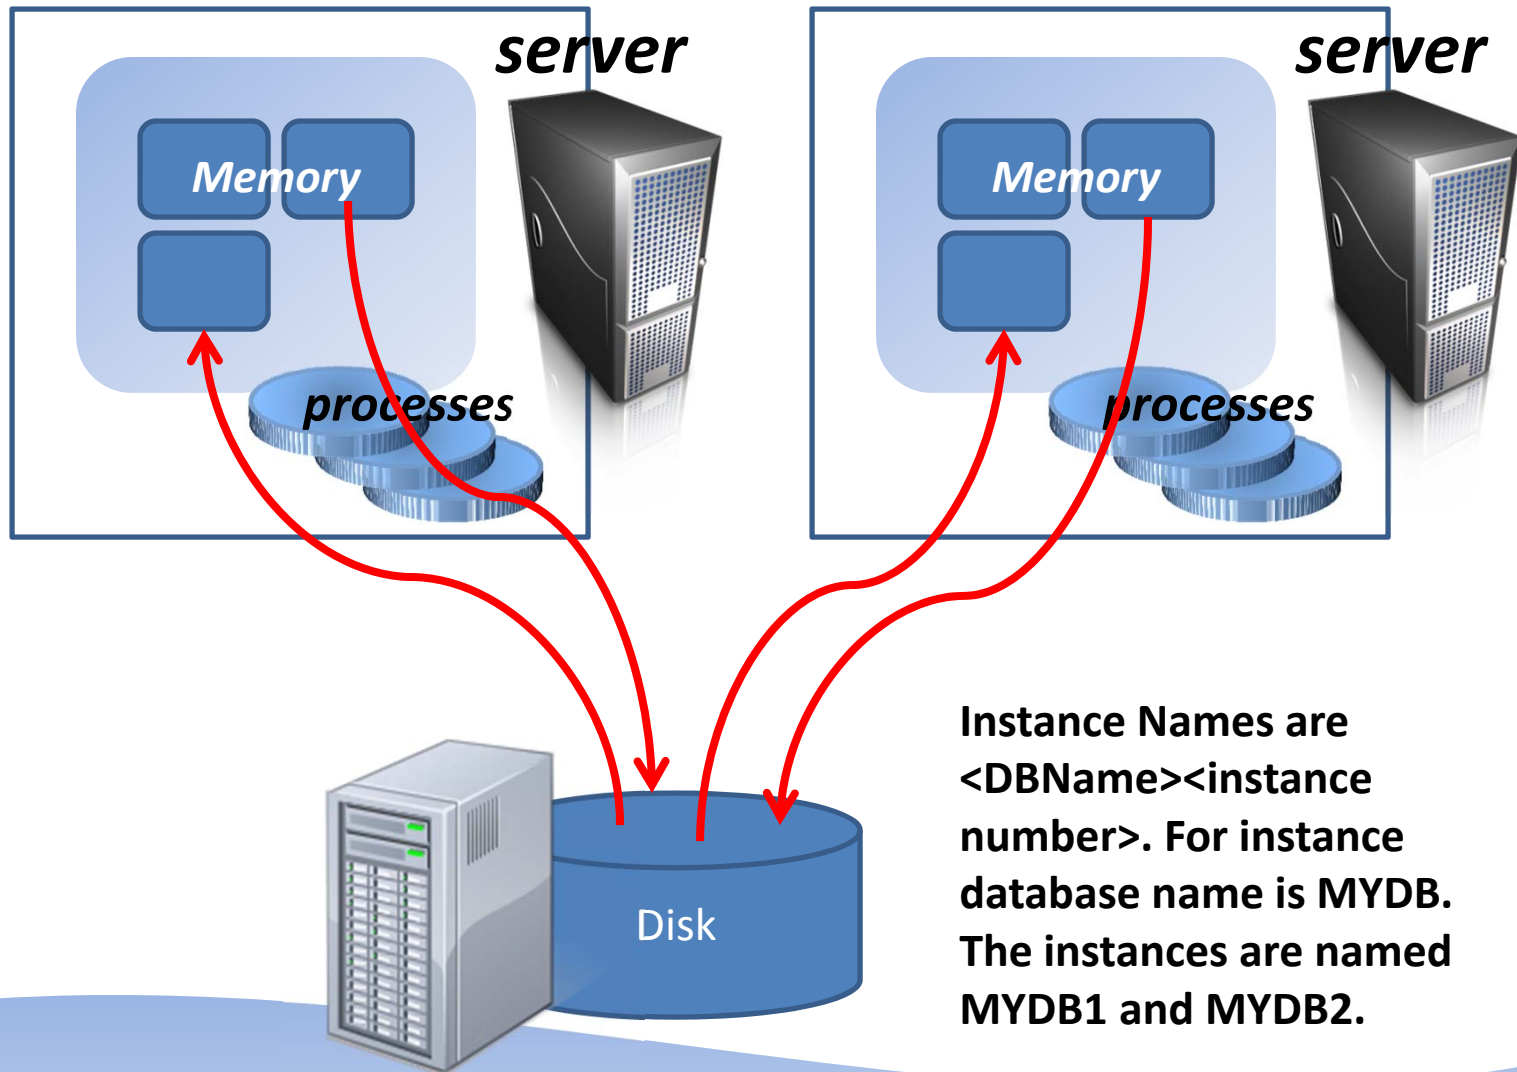 server
server
Memory
Memory
processes
processes
Disk
Instance Names are
<DBName><instance
number>. For instance
database name is MYDB.
The instances are named
MYDB1 and MYDB2.